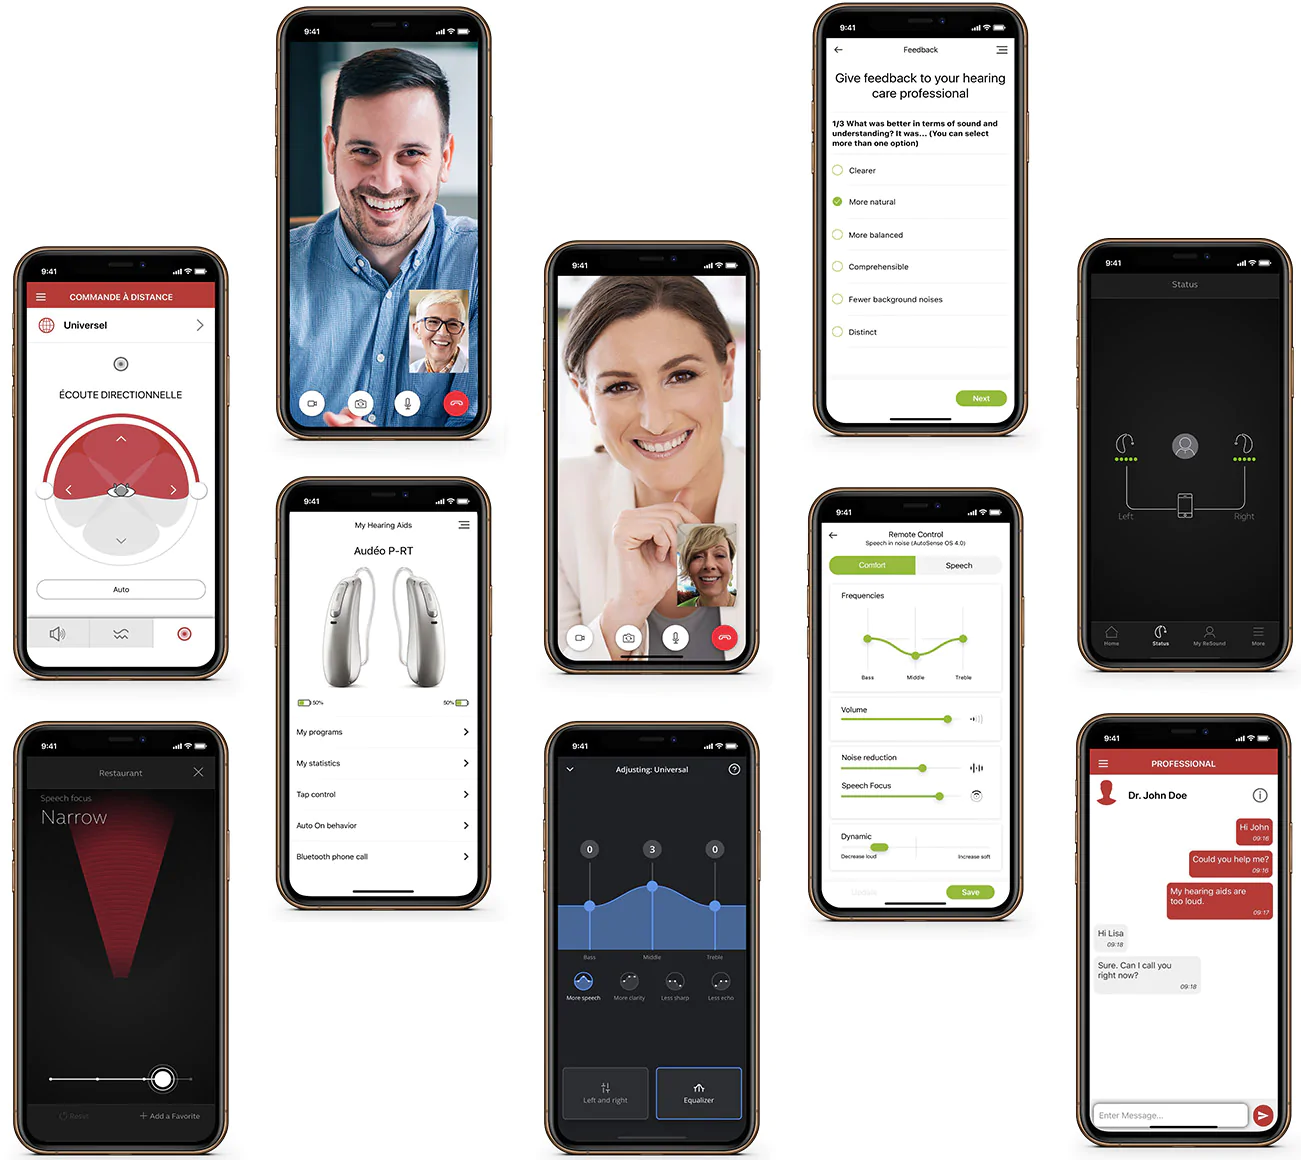 9:41
COMMANDE À DISTANCE
Universel
ÉCOUTE DIRECTIONNELLE
Auto
9:41
Restaurant
Speech focus
Narrow
Reset
+ Add a Favorite
9:41
9:41
My Hearing Aids
Audéo P-RT
50%
50%
My programs
My statistics
Tap control
Auto On behavior
Bluetooth phone call
9:41
9:41
Adjusting: Universal
0
3
0
Bass
Middle
Treble
More speech
More clarity
Less sharp
Less echo
Left and right
Equalizer
9:41
Feedback
Give feedback to your hearing
care professional
1/3 What was better in terms of sound and
understanding? It was... (You can select
more than one option)
Clearer
More natural
More balanced
Comprehensible
Fewer background noises
Distinct
Next
9:41
Remote Control
Speech in noise (AutoSense OS 4.0)
Comfort
Speech
Frequencies
Bass
Middle
Treble
Volume
Noise reduction
Speech Focus
Dynamic
Decrease loud
Increase soft
Update
Save
9:41
Status
Left
Right
Home
Status
My ReSound
More
9:41
PROFESSIONAL
Dr. John Doe
Hi John
09:16
Could you help me?
09:16
My hearing aids are
too loud.
09:17
Hi Lisa
09:18
Sure. Can I call you
right now?
09:18
Enter Message...